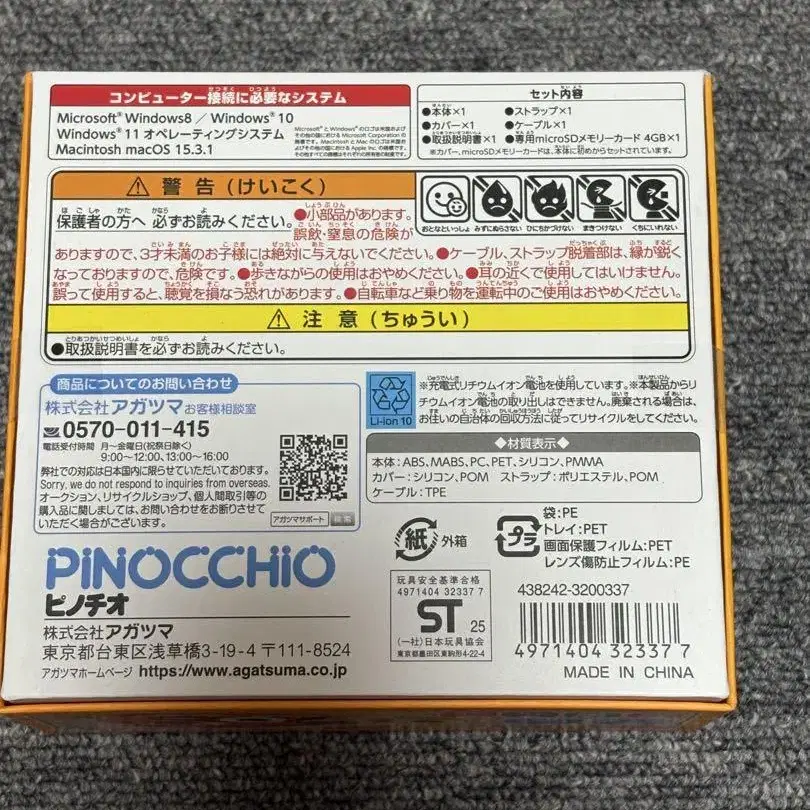 コンピューター接続に必要なシステム
Microsoft® Windows8 / Windows® 10
Windows® 11 オペレーティングシステム
Macintosh macOS 15.3.1
セット内容
●本体×1 ●ストラップ×1
●カバー×1 ●ケーブル×1
●取扱説明書×1 ●専用microSDメモリーカード 4GB×1
※カバー、microSDメモリーカードは、本体に初めからセットされています。
⚠ 警告(けいこく)
保護者の方へ 必ずお読みください。●小部品があります。
誤飲・窒息の危険が
ありますので、3才未満のお子様には絶対に与えないでください。●ケーブル、ストラップ脱着部は、縁が鋭く
なっておりますので、危険です。●歩きながらの使用はおやめください。●耳の近くで使用してはいけません。
誤って使用すると、聴覚を損なう恐れがあります。●自転車など乗り物を運転中のご使用はおやめください。
おとなといっしょ みずにぬらさない ひにちかづけない まきつけない くちにいれない
⚠ 注意(ちゅうい)
●取扱説明書を必ずお読みください。
商品についてのお問い合わせ
株式会社アガツマお客様相談室
0570-011-415
電話受付時間 月〜金曜日(祝祭日除く)
9:00〜12:00、13:00〜16:00
弊社での対応は日本国内に限らせていただいております。
Sorry, we do not respond to inquiries from overseas.
オークション、リサイクルショップ、個人間取引等の
購入品に関しましては、お問い合わせをお断りさせて
いただく場合がございます。
アガツマサポート 検索
Li-ion 10
※充電式リチウムイオン電池を使用しています。※本製品からリ
チウムイオン電池の取り出しはできません。廃棄される場合は、
お住いの自治体の回収方法に従ってリサイクルをしてください。
◆材質表示◆
本体:ABS、MABS、PC、PET、シリコン、PMMA
カバー:シリコン、POM ストラップ:ポリエステル、POM
ケーブル:TPE
紙 外箱
プラ
袋:PE
トレイ:PET
画面保護フィルム:PET
レンズ傷防止フィルム:PE
PINOCCHIO
ピノチオ
株式会社アガツマ
東京都台東区浅草橋3-19-4 〒111-8524
アガツマホームページ https://www.agatsuma.co.jp
玩具安全基準合格
4971404 32337 7
ST 25
(一社)日本玩具協会
東京都墨田区東駒形4-22-4
438242-3200337
4971404 323377
MADE IN CHINA